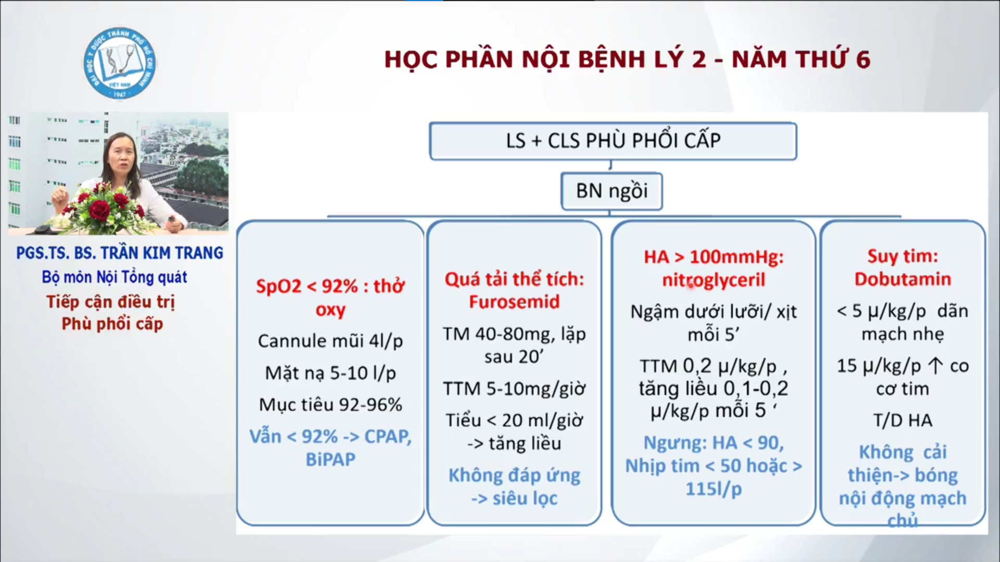 ĐẠI HỌC Y DƯỢC THÀNH PHỐ HỒ CHÍ MINH
VIỆT NAM
- 1947 -
HỌC PHẦN NỘI BỆNH LÝ 2 - NĂM THỨ 6
PGS.TS. BS. TRẦN KIM TRANG
Bộ môn Nội Tổng quát
Tiếp cận điều trị
Phù phổi cấp
LS + CLS PHÙ PHỔI CẤP
BN ngồi
SpO2 < 92% : thở
oxy
Cannule mũi 4l/p
Mặt nạ 5-10 l/p
Mục tiêu 92-96%
Vẫn < 92% -> CPAP,
BiPAP
Quá tải thể tích:
Furosemid
TM 40-80mg, lặp
sau 20’
TTM 5-10mg/giờ
Tiểu < 20 ml/giờ
-> tăng liều
Không đáp ứng
-> siêu lọc
HA > 100mmHg:
nitroglyceril
Ngậm dưới lưỡi/ xịt
mỗi 5’
TTM 0,2 µ/kg/p ,
tăng liều 0,1-0,2
µ/kg/p mỗi 5 ‘
Ngưng: HA < 90,
Nhịp tim < 50 hoặc >
115l/p
Suy tim:
Dobutamin
< 5 µ/kg/p dãn
mạch nhẹ
15 µ/kg/p ↑ co
cơ tim
T/D HA
Không cải
thiện-> bóng
nội động mạch
chủ